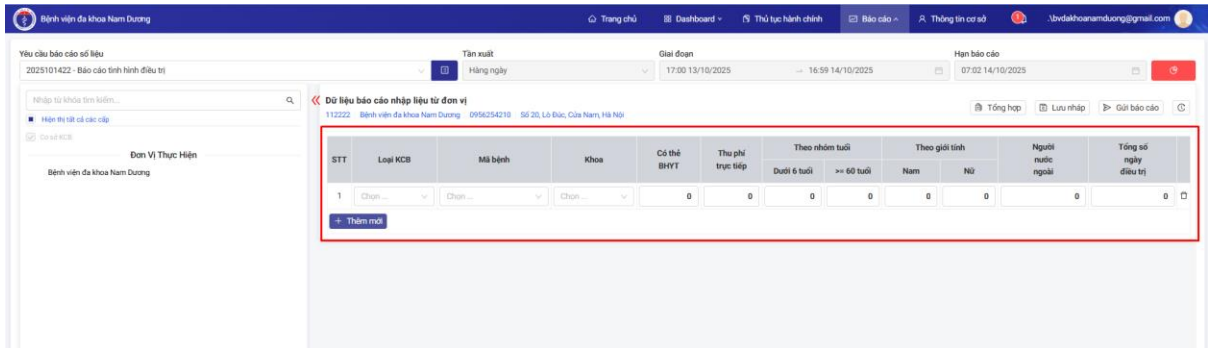 Bệnh viện đa khoa Nam Dương
Trang chủ
Dashboard
Thủ tục hành chính
Báo cáo
Thông tin cơ sở
.\bvdakhoanamduong@gmail.com
Yêu cầu báo cáo số liệu
Tần xuất
Giai đoạn
Hạn báo cáo
2025101422 - Báo cáo tình hình điều trị
Hàng ngày
17:00 13/10/2025 → 16:59 14/10/2025
07:02 14/10/2025
Nhập từ khóa tìm kiếm...
Hiện thị tất cả các cấp
Cơ sở KCB
Đơn Vị Thực Hiện
Bệnh viện đa khoa Nam Dương
Dữ liệu báo cáo nhập liệu từ đơn vị
112222 Bệnh viện đa khoa Nam Dương 0956254210 Số 20, Lò Đúc, Cửa Nam, Hà Nội
Tổng hợp
Lưu nháp
Gửi báo cáo
STT
Loại KCB
Mã bệnh
Khoa
Có thẻ
BHYT
Thu phí
trực tiếp
Theo nhóm tuổi
Dưới 6 tuổi
>= 60 tuổi
Theo giới tính
Nam
Nữ
Người
nước
ngoài
Tổng số
ngày
điều trị
1 Chọn ... Chọn ... Chọn ... 0 0 0 0 0 0 0 0
+ Thêm mới